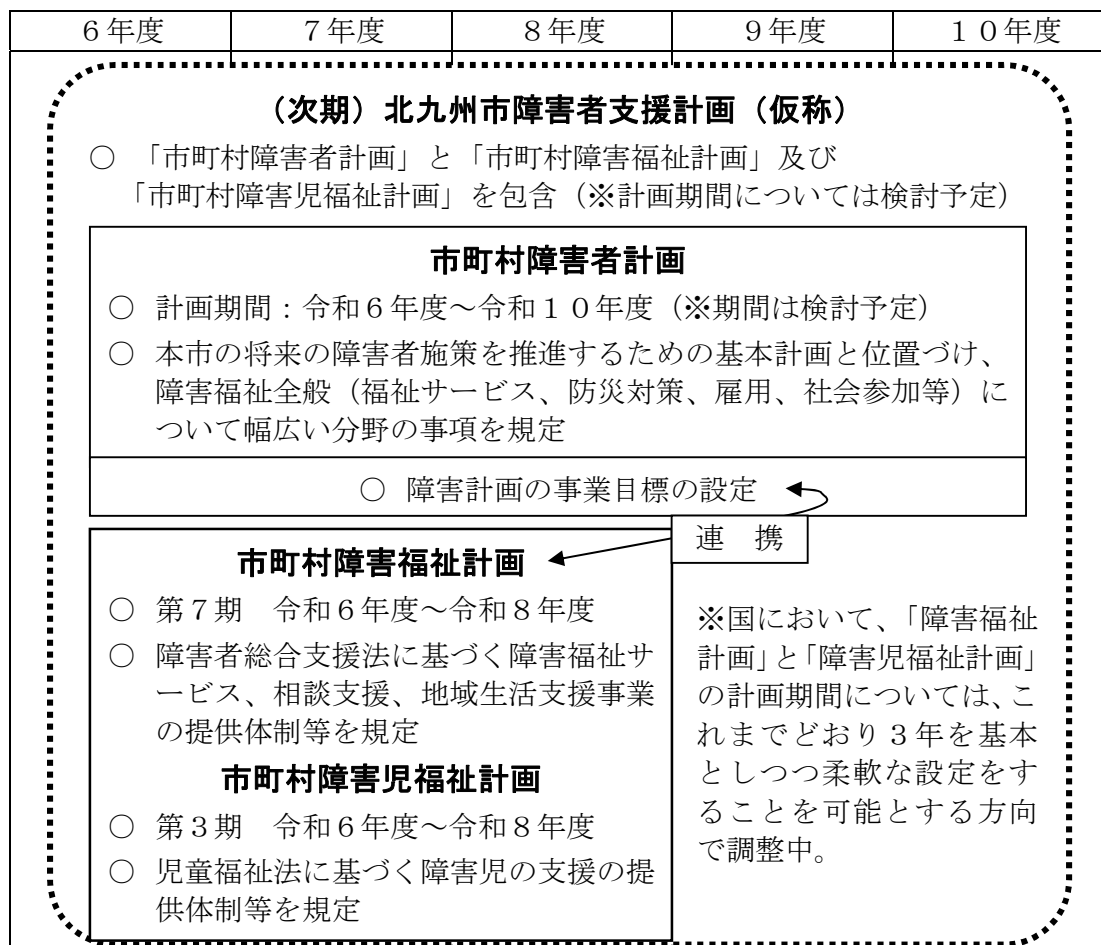 ６年度 ７年度 ８年度 ９年度 １０年度
（次期）北九州市障害者支援計画（仮称）
○ 「市町村障害者計画」と「市町村障害福祉計画」及び
「市町村障害児福祉計画」を包含（※計画期間については検討予定）
市町村障害者計画
○ 計画期間：令和６年度～令和１０年度（※期間は検討予定）
○ 本市の将来の障害者施策を推進するための基本計画と位置づけ、
障害福祉全般（福祉サービス、防災対策、雇用、社会参加等）に
ついて幅広い分野の事項を規定
○ 障害計画の事業目標の設定
連 携
市町村障害福祉計画
○ 第７期 令和６年度～令和８年度
○ 障害者総合支援法に基づく障害福祉サ
ービス、相談支援、地域生活支援事業
の提供体制等を規定
市町村障害児福祉計画
○ 第３期 令和６年度～令和８年度
○ 児童福祉法に基づく障害児の支援の提
供体制等を規定
※国において、「障害福祉
計画」と「障害児福祉計画」
の計画期間については、こ
れまでどおり３年を基本
としつつ柔軟な設定をす
ることを可能とする方向
で調整中。